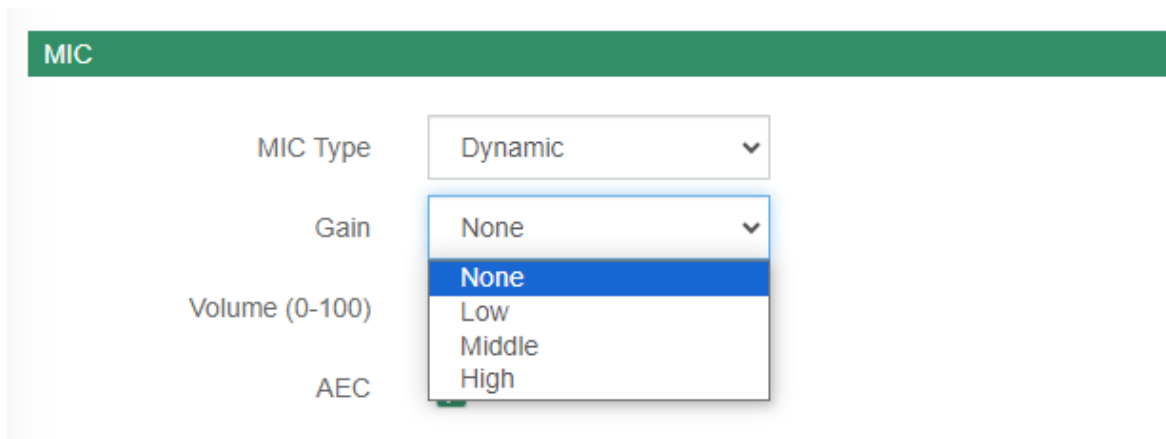 MIC
MIC Type Dynamic
Gain None
None
Low
Middle
High
Volume (0-100)
AEC